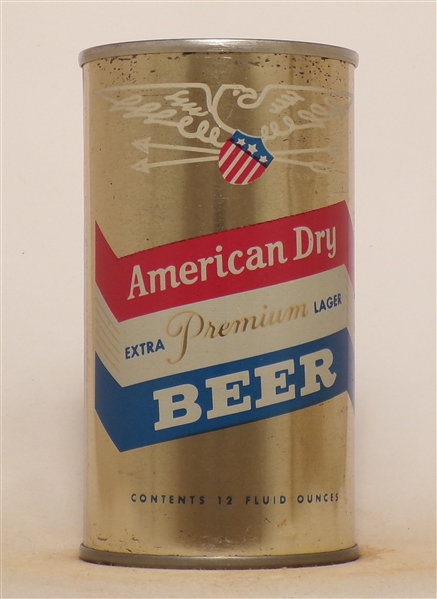 American Dry
EXTRA Premium LAGER
BEER
CONTENTS 12 FLUID OUNCES